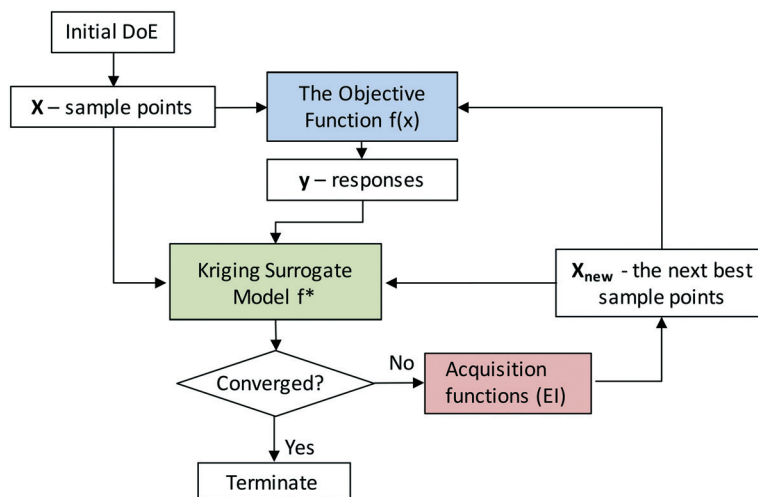 Initial DoE
X – sample points
The Objective
Function f(x)
y – responses
Kriging Surrogate
Model f*
Xnew - the next best
sample points
Converged?
No
Acquisition
functions (EI)
Yes
Terminate